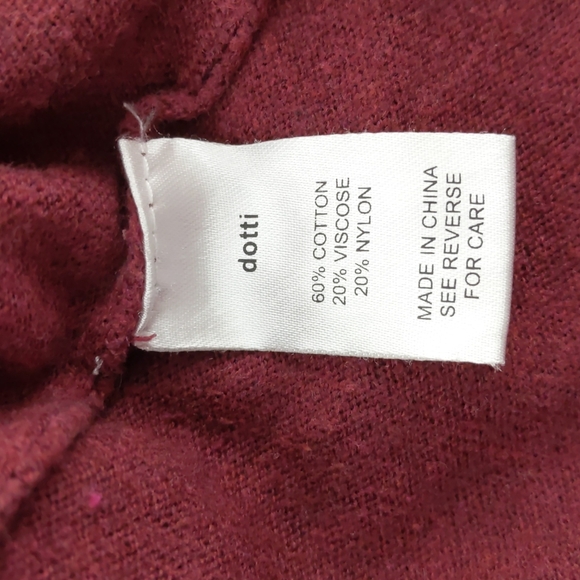 dotti
60% COTTON
20% VISCOSE
20% NYLON
MADE IN CHINA
SEE REVERSE
FOR CARE